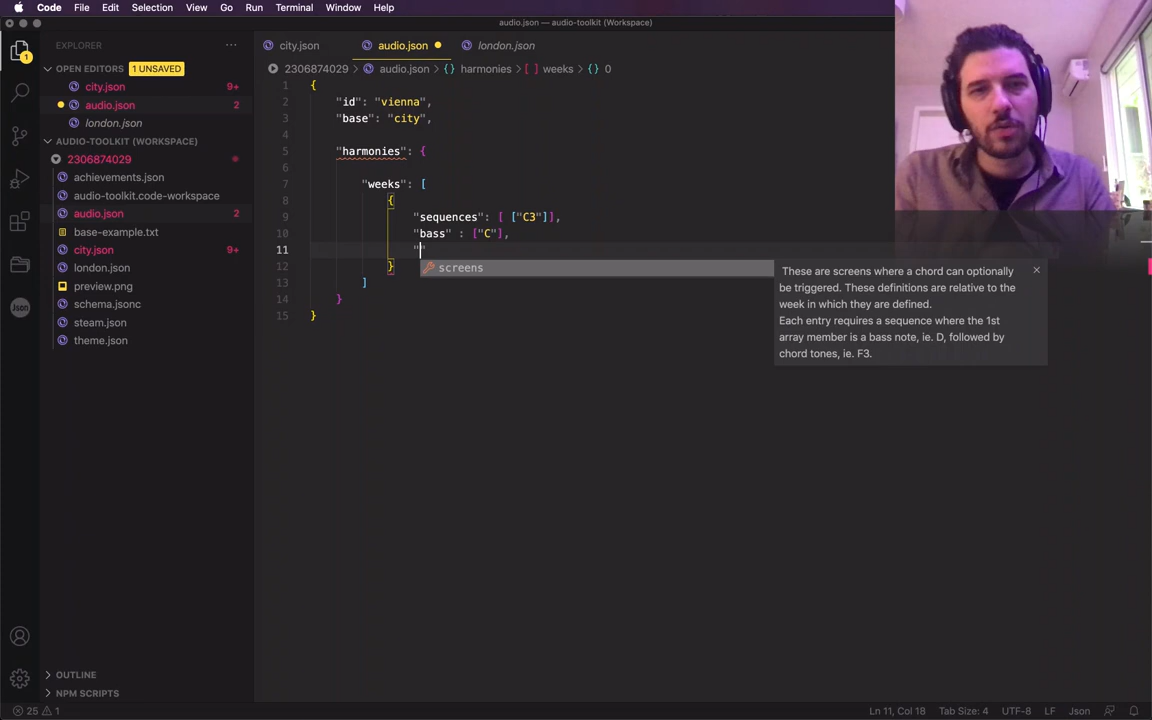 Code File Edit Selection View Go Run Terminal Window Help
audio.json — audio-toolkit (Workspace)
EXPLORER
OPEN EDITORS 1 UNSAVED
city.json 9+
audio.json 2
london.json
AUDIO-TOOLKIT (WORKSPACE)
2306874029
achievements.json
audio-toolkit.code-workspace
audio.json 2
base-example.txt
city.json 9+
london.json
preview.png
schema.jsonc
steam.json
theme.json
OUTLINE
NPM SCRIPTS
1
Json
city.json audio.json london.json
2306874029 > audio.json > {} harmonies > [ ] weeks > {} 0
1 {
2 "id": "vienna",
3 "base": "city",
4
5 "harmonies": {
6
7 "weeks": [
8 {
9 "sequences": [ ["C3"]],
10 "bass" : ["C"],
11 ""
12 }
13 ]
14 }
15 }
screens
These are screens where a chord can optionally
be triggered. These definitions are relative to the
week in which they are defined.
Each entry requires a sequence where the 1st
array member is a bass note, ie. D, followed by
chord tones, ie. F3.
25 1
Ln 11, Col 18 Tab Size: 4 UTF-8 LF Json